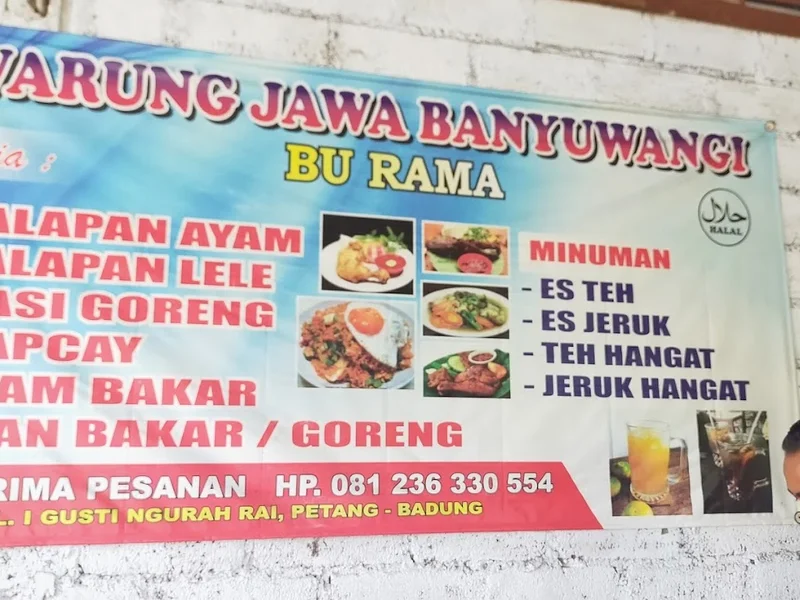 WARUNG JAWA BANYUWANGI
BU RAMA
ia :
حلال
HALAL
ALAPAN AYAM
ALAPAN LELE
ASI GORENG
APCAY
AM BAKAR
AN BAKAR / GORENG
MINUMAN
- ES TEH
- ES JERUK
- TEH HANGAT
- JERUK HANGAT
RIMA PESANAN HP. 081 236 330 554
L. I GUSTI NGURAH RAI, PETANG - BADUNG